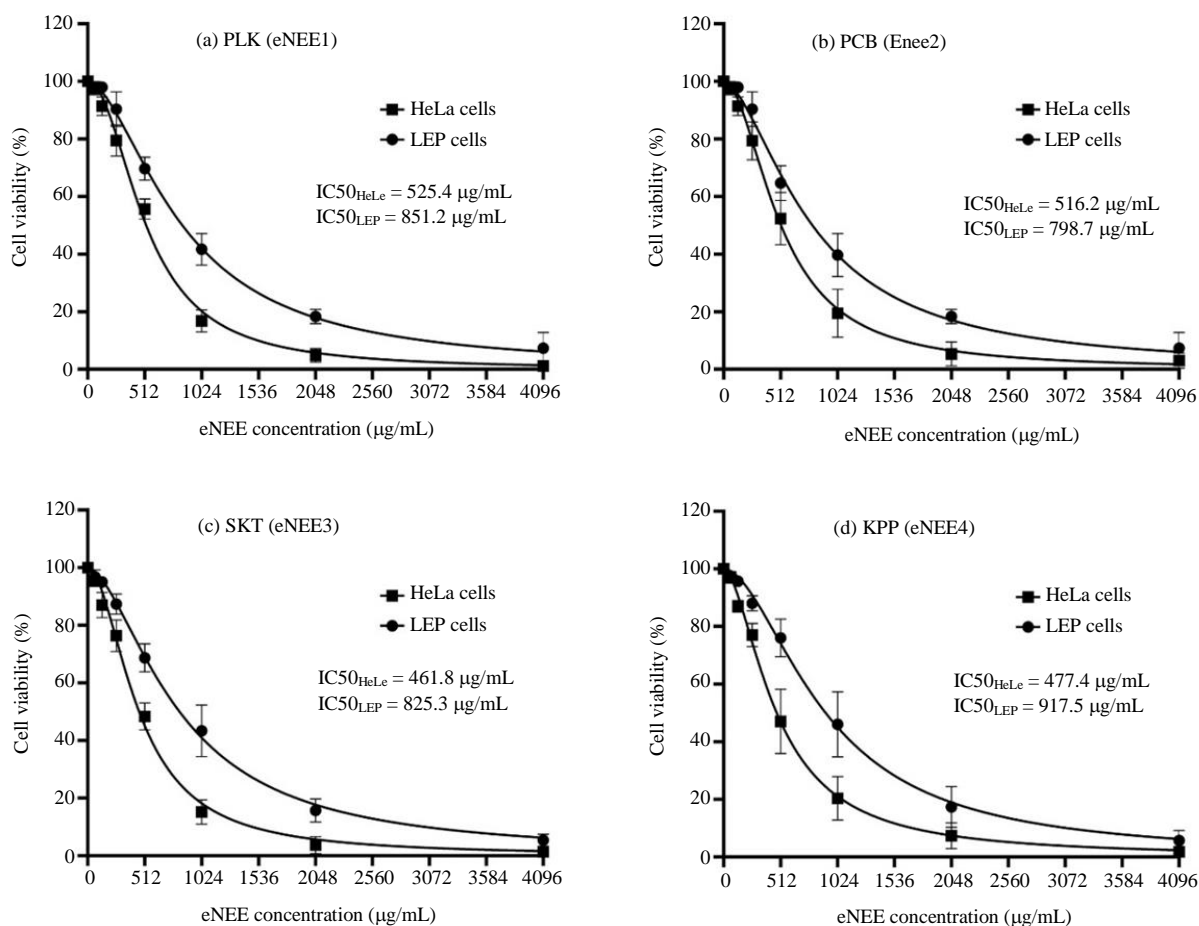 (a) PLK (eNEE1)
120
100
80
60
40
20
0
Cell viability (%)
HeLa cells
LEP cells
IC50HeLe = 525.4 μg/mL
IC50LEP = 851.2 μg/mL
0 512 1024 1536 2048 2560 3072 3584 4096
eNEE concentration (μg/mL)
(b) PCB (Enee2)
120
100
80
60
40
20
0
Cell viability (%)
HeLa cells
LEP cells
IC50HeLe = 516.2 μg/mL
IC50LEP = 798.7 μg/mL
0 512 1024 1536 2048 2560 3072 3584 4096
eNEE concentration (μg/mL)
(c) SKT (eNEE3)
120
100
80
60
40
20
0
Cell viability (%)
HeLa cells
LEP cells
IC50HeLe = 461.8 μg/mL
IC50LEP = 825.3 μg/mL
0 512 1024 1536 2048 2560 3072 3584 4096
eNEE concentration (μg/mL)
(d) KPP (eNEE4)
120
100
80
60
40
20
0
Cell viability (%)
HeLa cells
LEP cells
IC50HeLe = 477.4 μg/mL
IC50LEP = 917.5 μg/mL
0 512 1024 1536 2048 2560 3072 3584 4096
eNEE concentration (μg/mL)